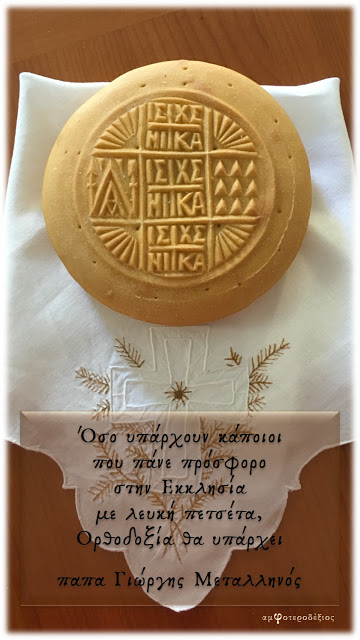 ΙΣ ΧΣ
ΝΙΚΑ
ΙΣ ΧΣ
ΝΙΚΑ
ΙΣ ΧΣ
ΝΙΚΑ
Όσο υπάρχουν κάποιοι
που πάνε πρόσφορο
στην Εκκλησία
με λευκή πετσέτα,
Ορθοδοξία θα υπάρχει
παπα Γιώργης Μεταλληνός
αμφοτεροδέξιος